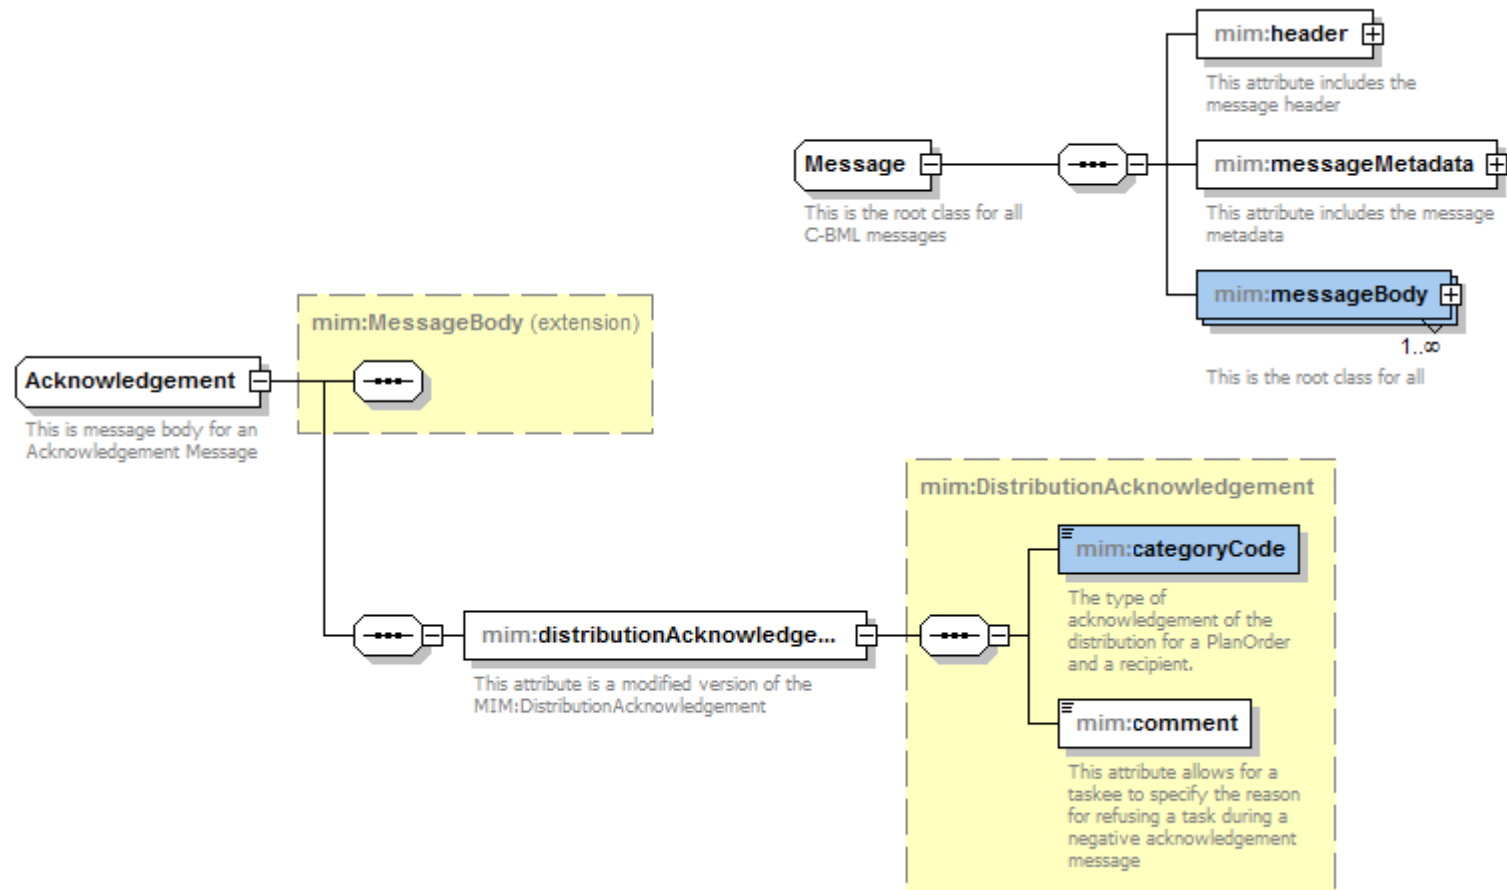 mim:header
This attribute includes the
message header
Message
This is the root class for all
C-BML messages
mim:messageMetadata
This attribute includes the message
metadata
mim:messageBody
1..∞
This is the root class for all
mim:MessageBody (extension)
Acknowledgement
This is message body for an
Acknowledgement Message
mim:DistributionAcknowledgement
mim:categoryCode
The type of
acknowledgement of the
distribution for a PlanOrder
and a recipient.
mim:distributionAcknowledge...
This attribute is a modified version of the
MIM:DistributionAcknowledgement
mim:comment
This attribute allows for a
taskee to specify the reason
for refusing a task during a
negative acknowledgement
message